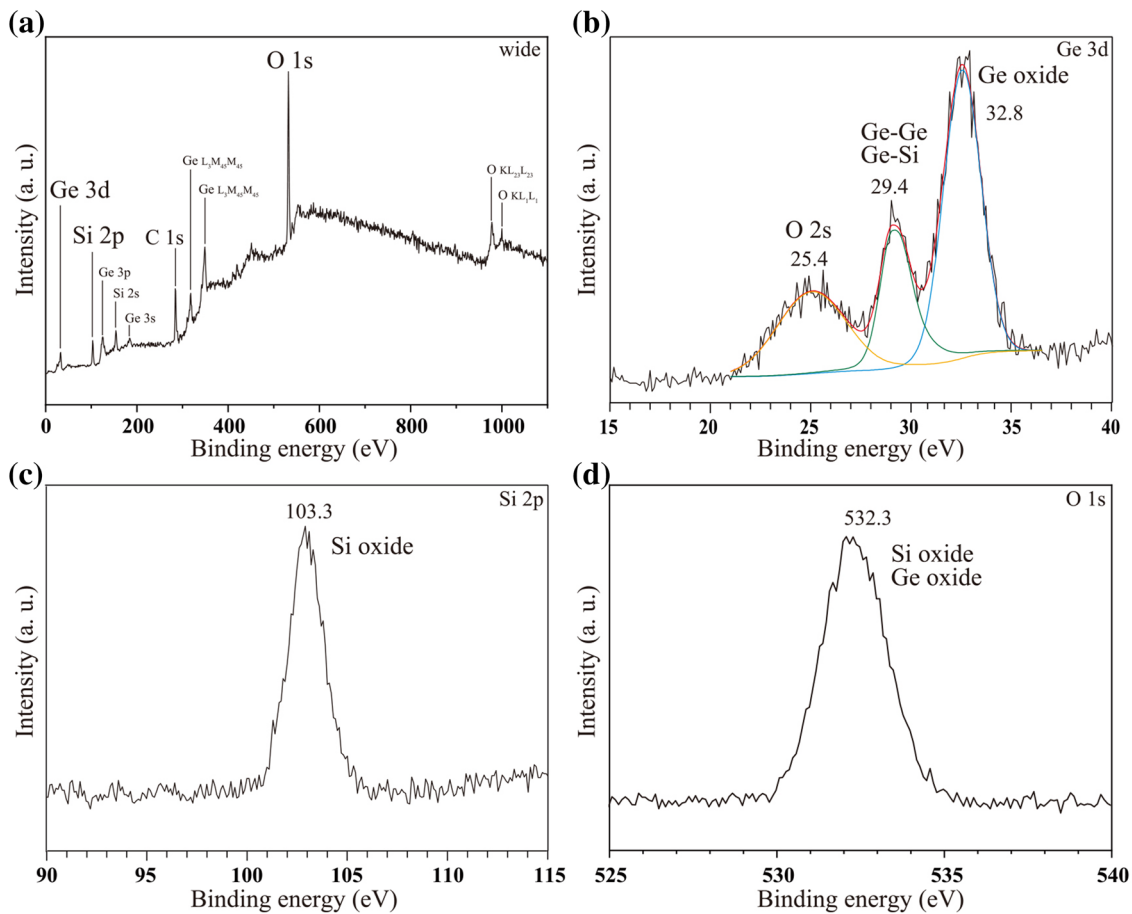 (a)
wide
O 1s
Ge L3M45M45
Ge L3M45M45
O KL23L23
O KL1L1
Ge 3d
Si 2p
C 1s
Ge 3p
Si 2s
Ge 3s
Intensity (a. u.)
0 200 400 600 800 1000
Binding energy (eV)
(b)
Ge 3d
Ge oxide
32.8
Ge-Ge
Ge-Si
29.4
O 2s
25.4
Intensity (a. u.)
15 20 25 30 35 40
Binding energy (eV)
(c)
Si 2p
103.3
Si oxide
Intensity (a. u.)
90 95 100 105 110 115
Binding energy (eV)
(d)
O 1s
532.3
Si oxide
Ge oxide
Intensity (a. u.)
525 530 535 540
Binding energy (eV)